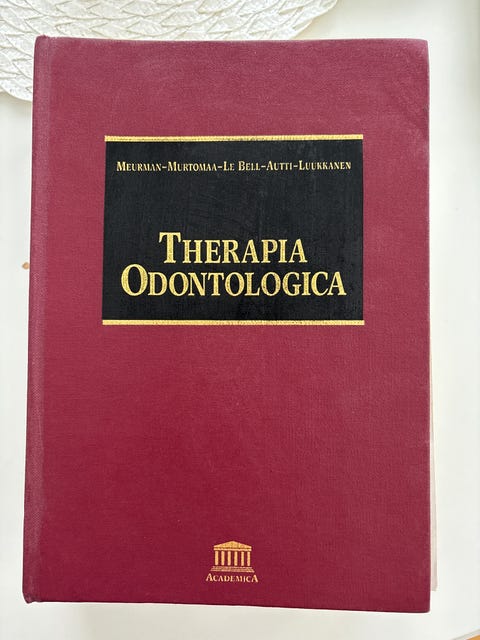 MEURMAN–MURTOMAA–LE BELL–AUTTI–LUUKKANEN
THERAPIA
ODONTOLOGICA
ACADEMICA